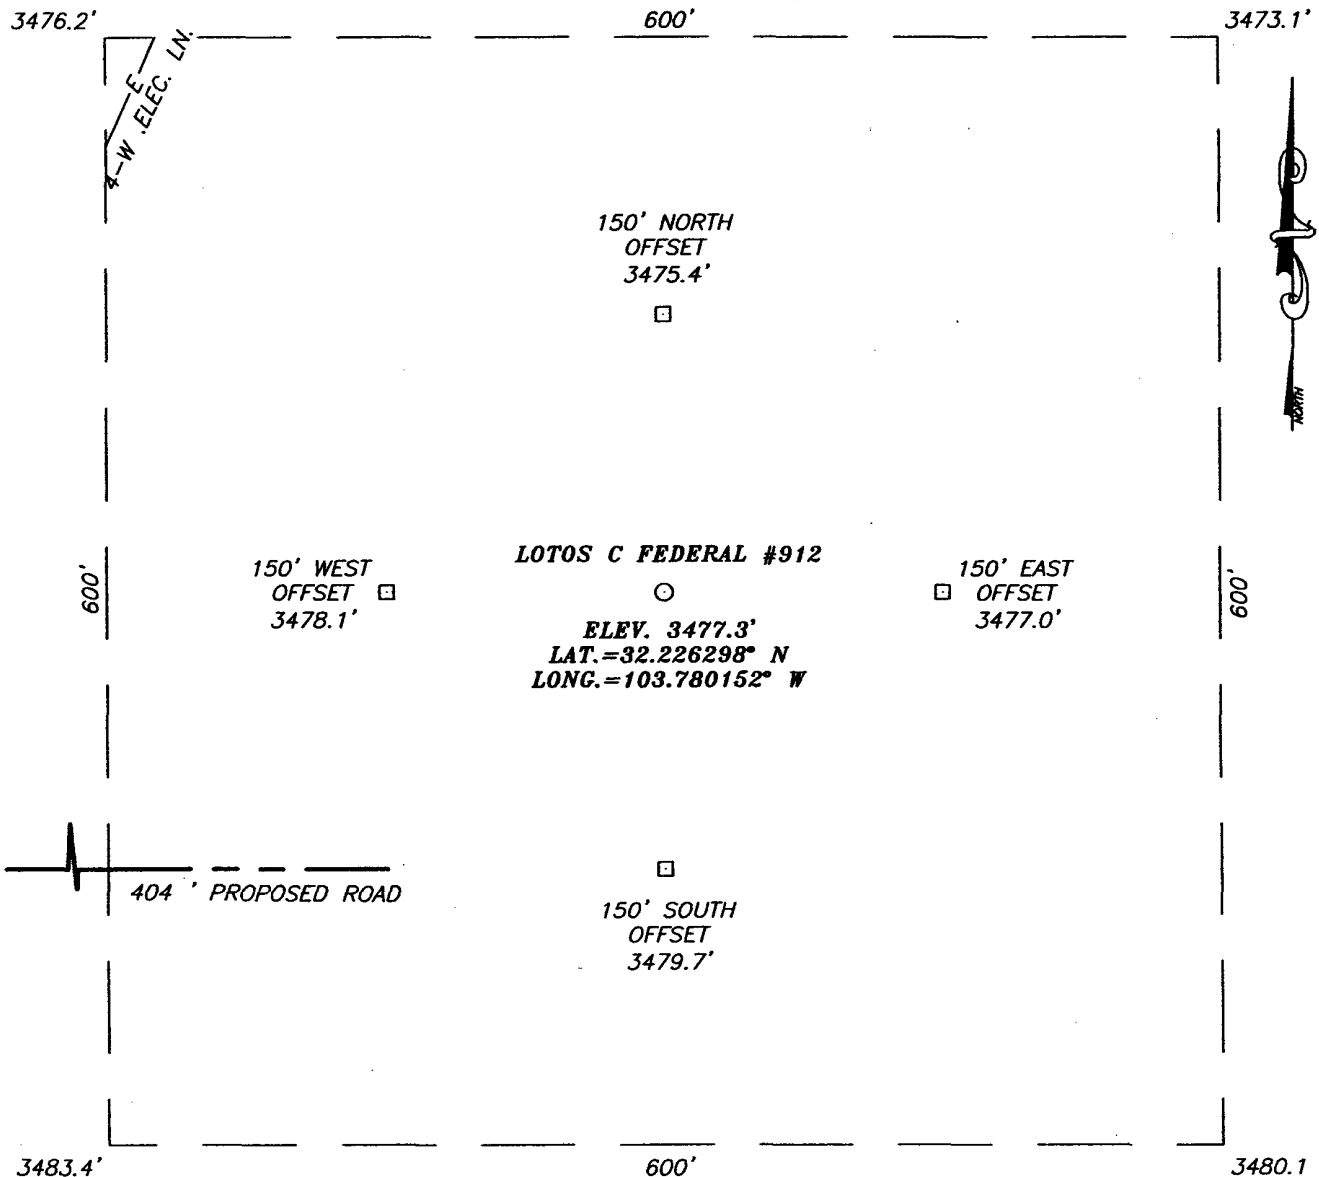 3476.2'
600'
3473.1'
E
4-W .ELEC. LN.
150' NORTH
OFFSET
3475.4'
NORTH
600'
150' WEST
OFFSET
3478.1'
LOTOS C FEDERAL #912
ELEV. 3477.3'
LAT.=32.226298° N
LONG.=103.780152° W
150' EAST
OFFSET
3477.0'
600'
404 ' PROPOSED ROAD
150' SOUTH
OFFSET
3479.7'
3483.4'
600'
3480.1